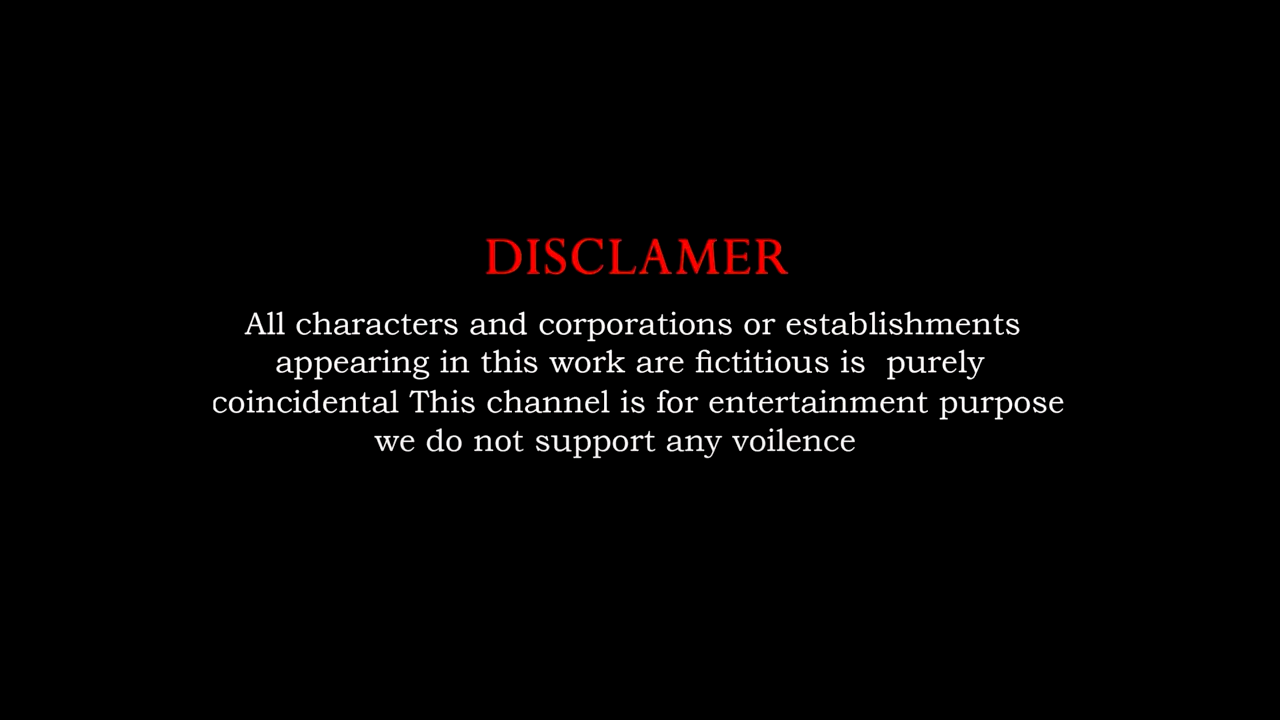 DISCLAMER
All characters and corporations or establishments
appearing in this work are fictitious is  purely
coincidental This channel is for entertainment purpose
we do not support any voilence